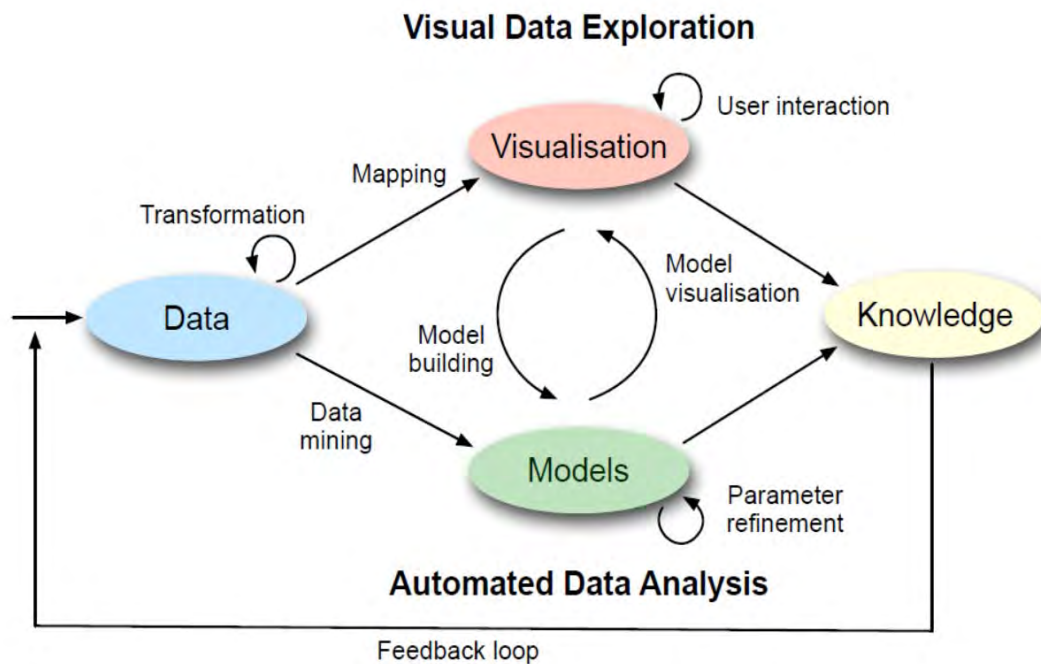 Visual Data Exploration
User interaction
Visualisation
Mapping
Transformation
Model
visualisation
Data
Knowledge
Model
building
Data
mining
Models
Parameter
refinement
Automated Data Analysis
Feedback loop